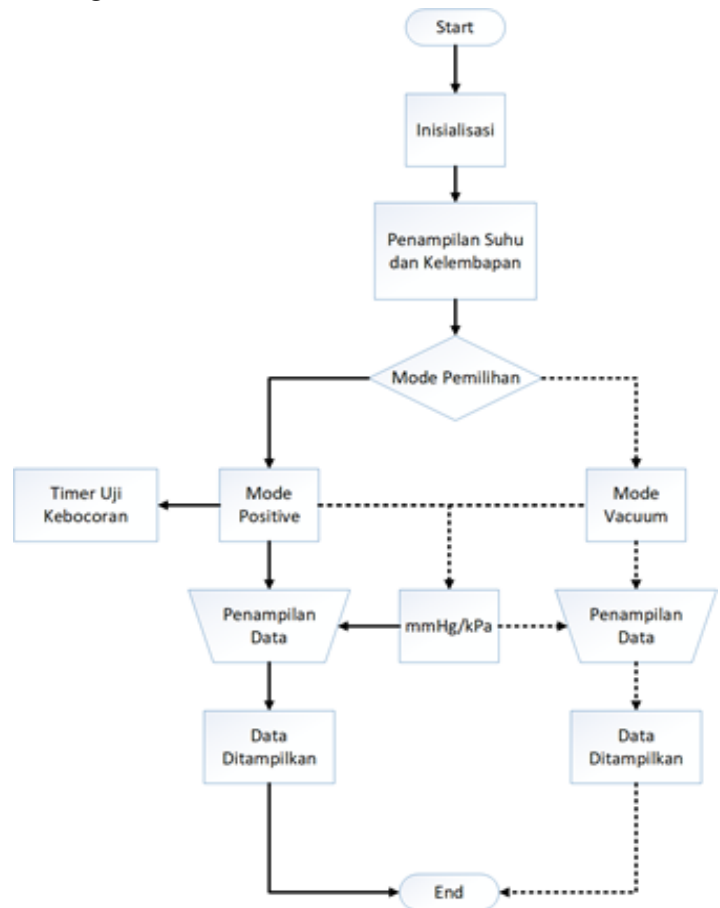 Start
Inisialisasi
Penampilan Suhu
dan Kelembapan
Mode Pemilihan
Timer Uji
Kebocoran
Mode
Positive
Mode
Vacuum
Penampilan
Data
mmHg/kPa
Penampilan
Data
Data
Ditampilkan
Data
Ditampilkan
End